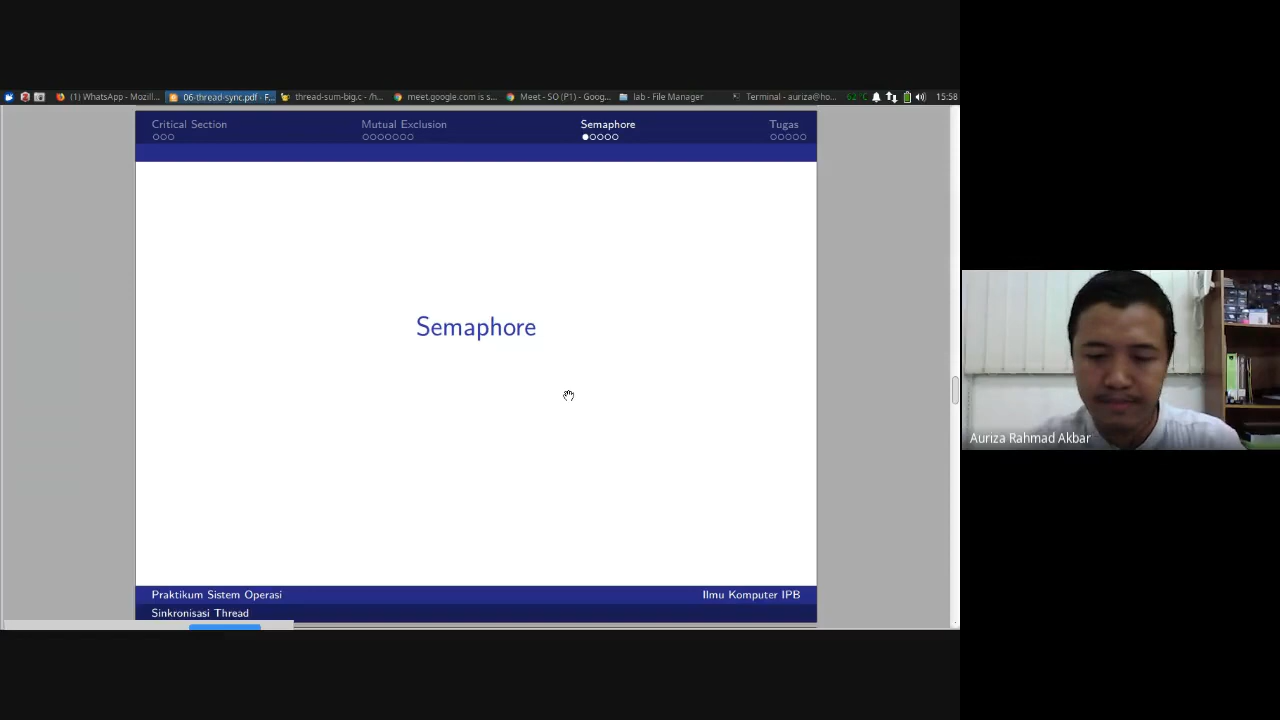 (1) WhatsApp - Mozill...
06-thread-sync.pdf - F...
thread-sum-big.c - /h...
meet.google.com is s...
Meet - SO (P1) - Goog...
lab - File Manager
Terminal - auriza@ho...
62°C
15:58
Critical Section
Mutual Exclusion
Semaphore
Tugas
Semaphore
Auriza Rahmad Akbar
Praktikum Sistem Operasi
Ilmu Komputer IPB
Sinkronisasi Thread